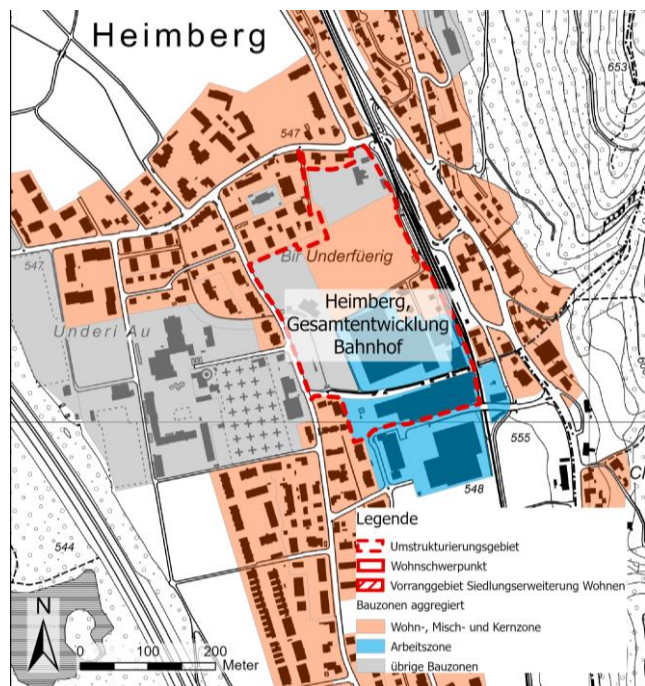 Heimberg
653
547
547
Bir Underfüerig
Heimberg,
Gesamtentwicklung
Bahnhof
Underi Au
555
548
544
Legende
Umstrukturierungsgebiet
Wohnschwerpunkt
Vorranggebiet Siedlungserweiterung Wohnen
Bauzonen aggregiert
Wohn-, Misch- und Kernzone
Arbeitszone
übrige Bauzonen
N
0 50 100 200
Meter